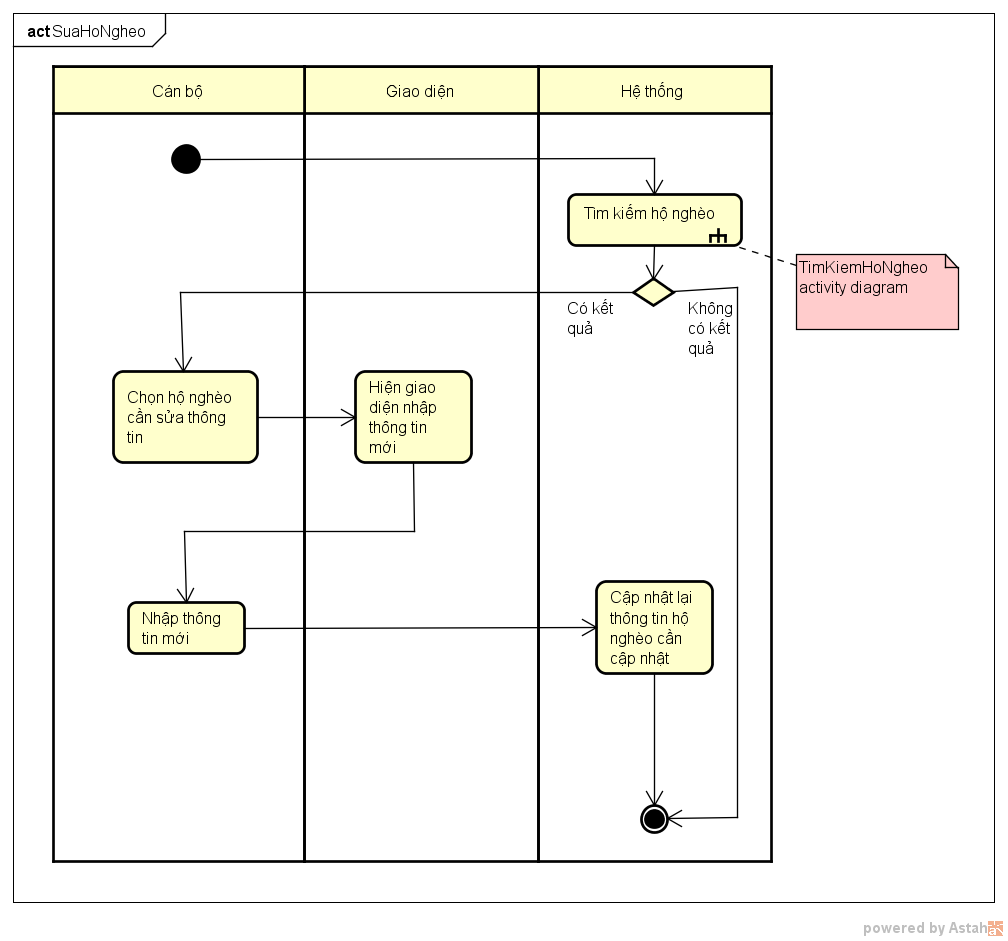 act SuaHoNgheo
Cán bộ
Giao diện
Hệ thống
Tìm kiếm hộ nghèo
TimKiemHoNgheo
activity diagram
Có kết
quả
Không
có kết
quả
Chọn hộ nghèo
cần sửa thông
tin
Hiện giao
diện nhập
thông tin
mới
Nhập thông
tin mới
Cập nhật lại
thông tin hộ
nghèo cần
cập nhật
powered by Astah